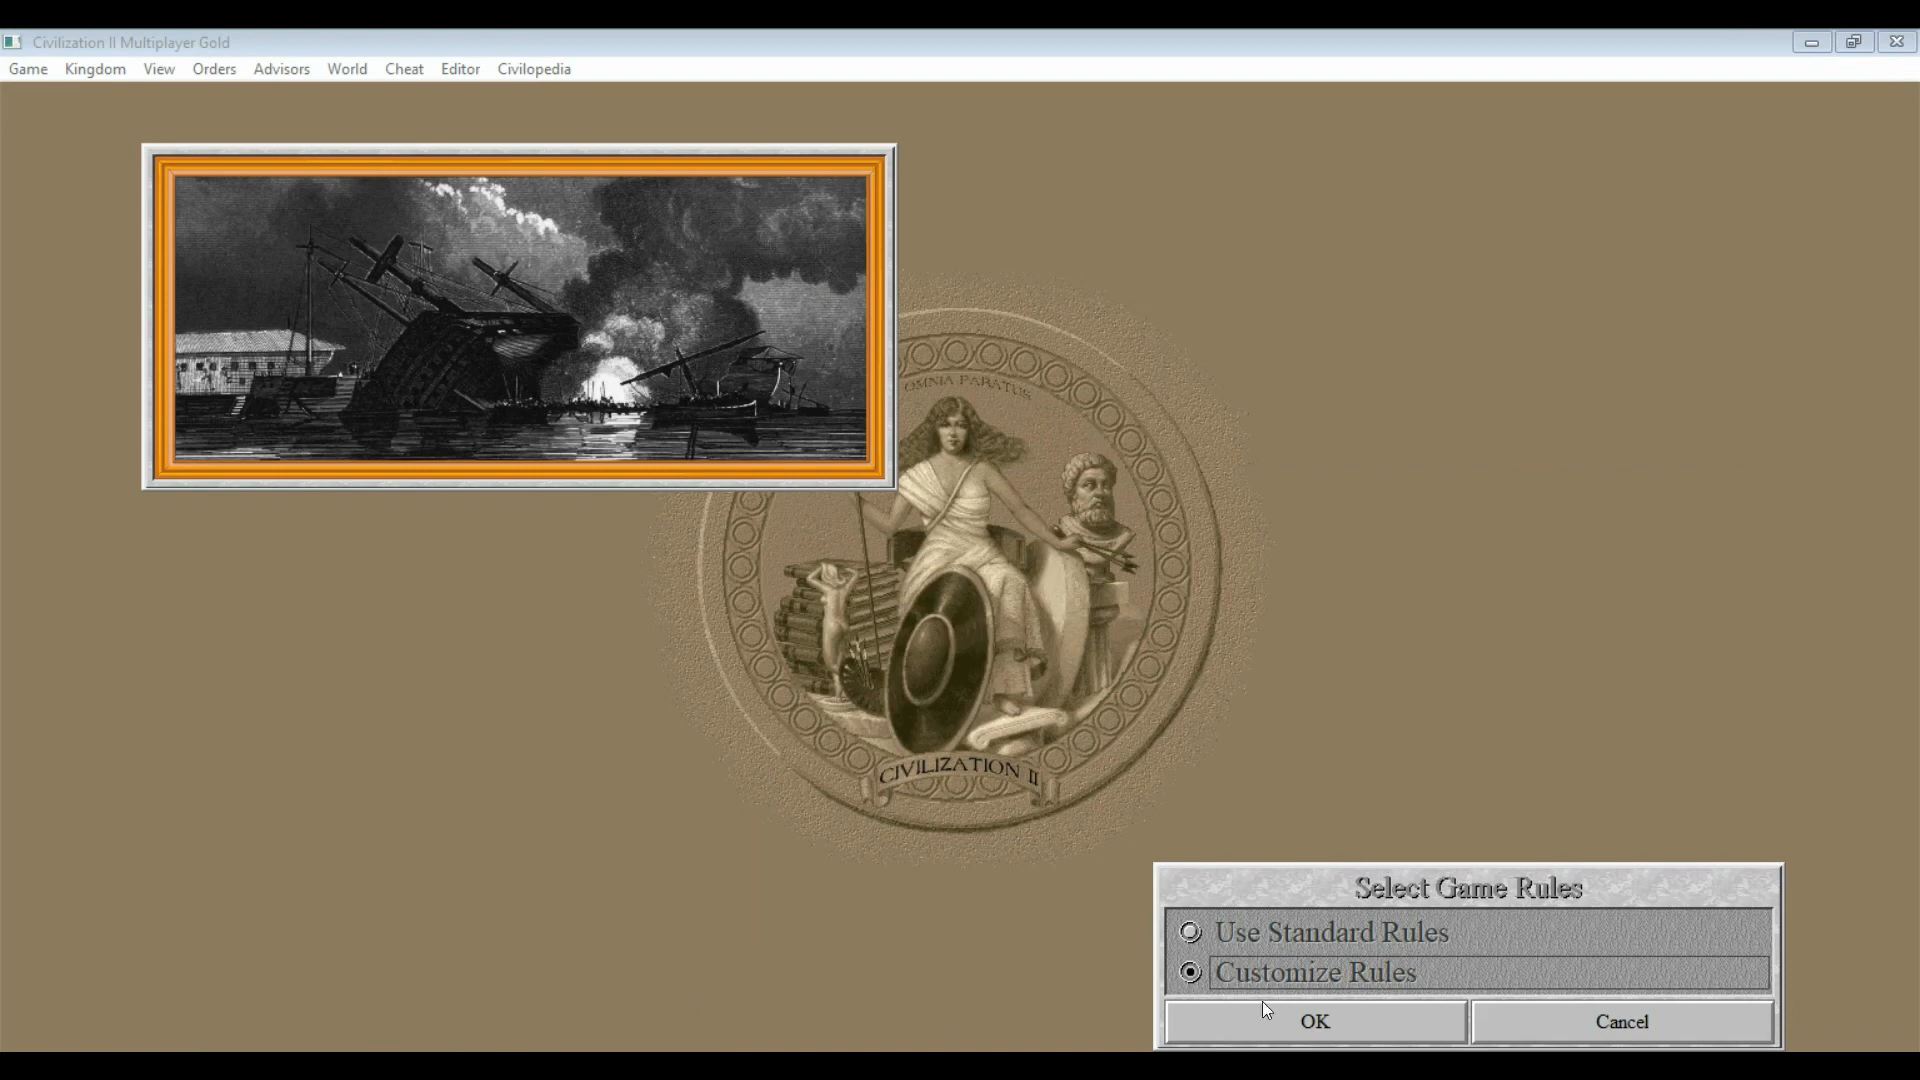 Civilization II Multiplayer Gold
Game Kingdom View Orders Advisors World Cheat Editor Civilopedia
OMNIA PARATUS
CIVILIZATION II
Select Game Rules
Use Standard Rules
Customize Rules
OK Cancel